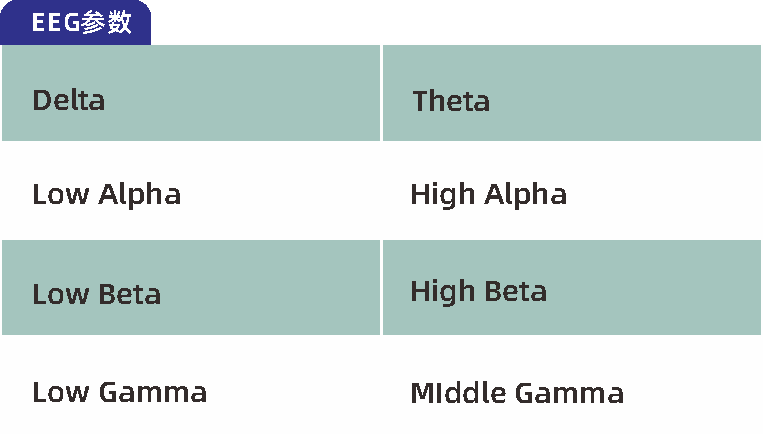 EEG参数
Delta
Theta
Low Alpha
High Alpha
Low Beta
High Beta
Low Gamma
MIddle Gamma